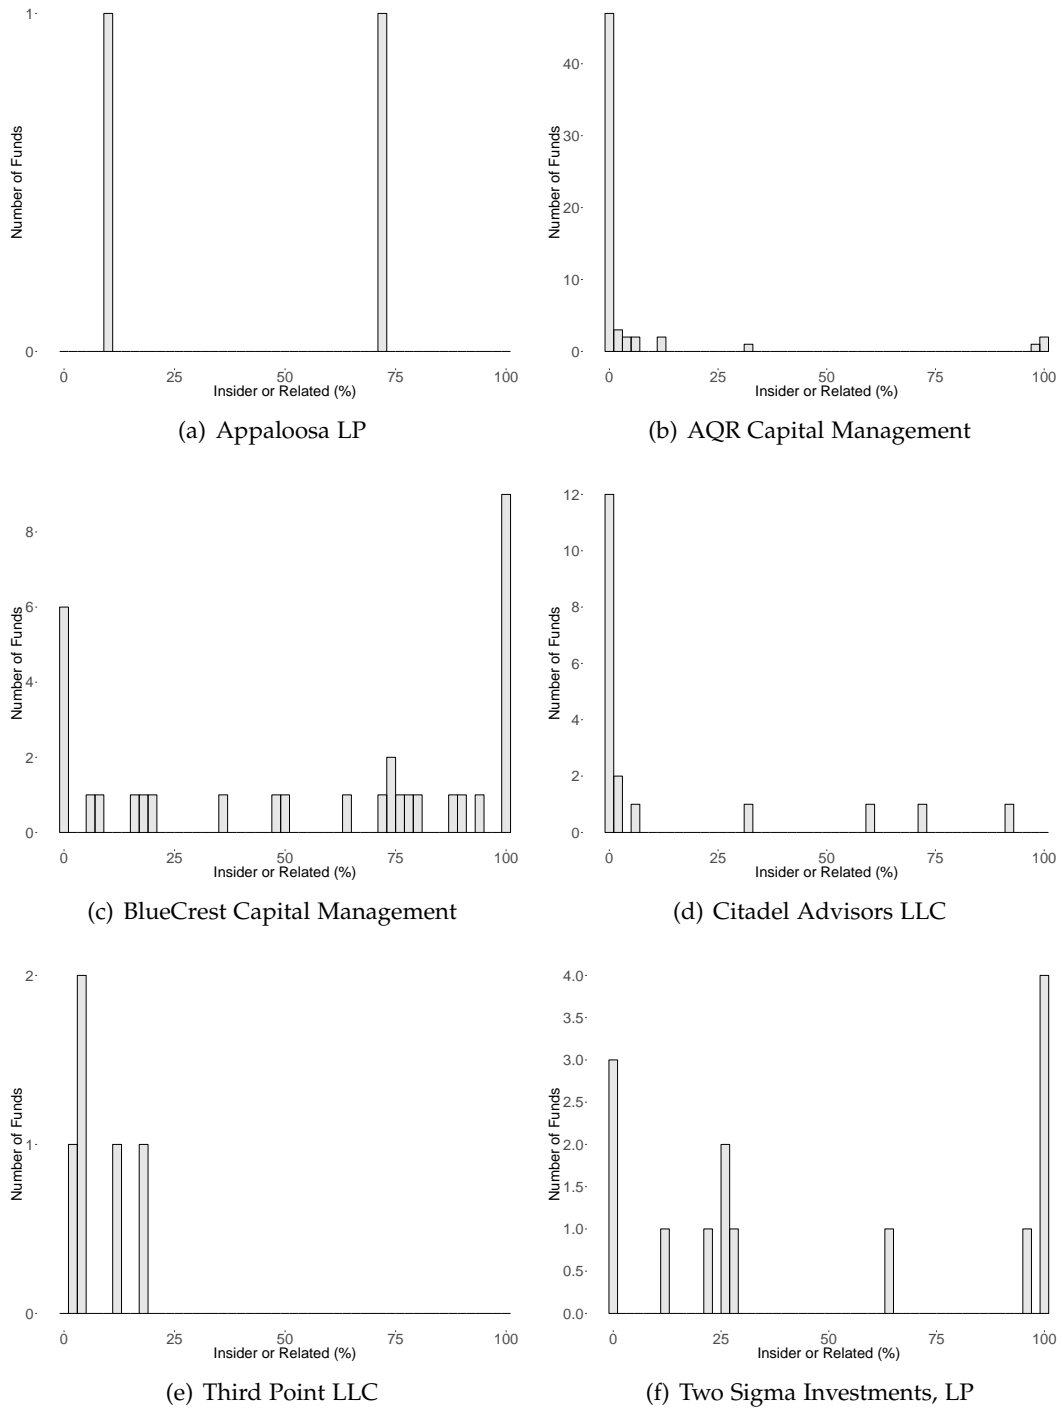 1
0
Number of Funds
0 25 50 75 100
Insider or Related (%)
(a) Appaloosa LP
40
30
20
10
0
Number of Funds
0 25 50 75 100
Insider or Related (%)
(b) AQR Capital Management
8
6
4
2
0
Number of Funds
0 25 50 75 100
Insider or Related (%)
(c) BlueCrest Capital Management
12
10
8
6
4
2
0
Number of Funds
0 25 50 75 100
Insider or Related (%)
(d) Citadel Advisors LLC
2
1
0
Number of Funds
0 25 50 75 100
Insider or Related (%)
(e) Third Point LLC
4.0
3.5
3.0
2.5
2.0
1.5
1.0
0.5
0.0
Number of Funds
0 25 50 75 100
Insider or Related (%)
(f) Two Sigma Investments, LP